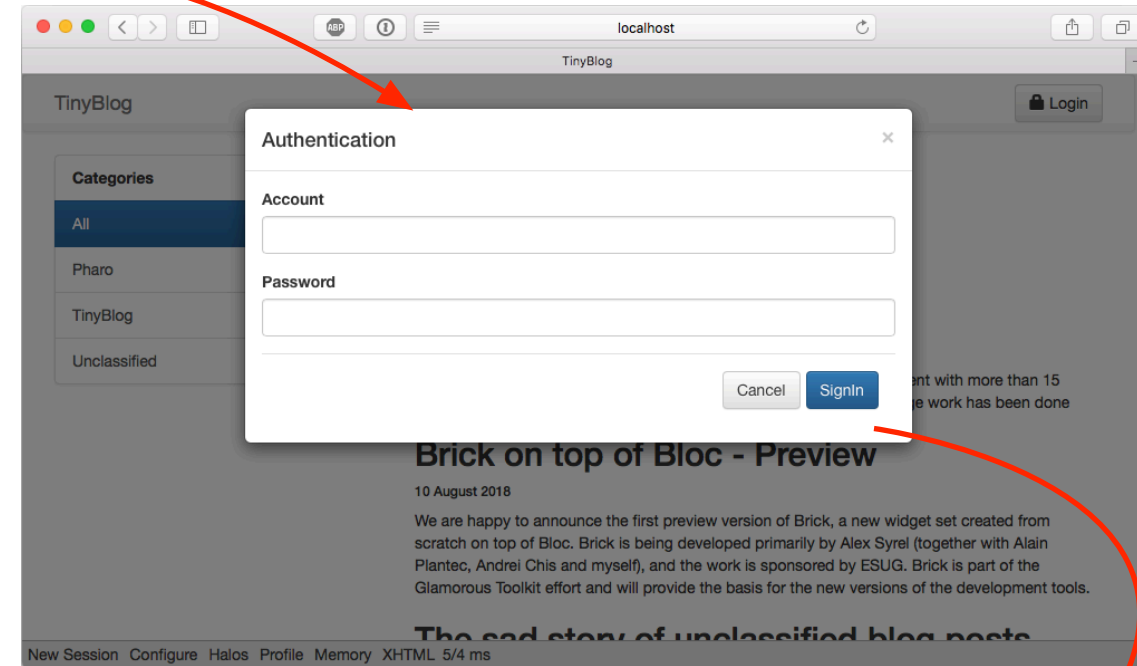 ABP
localhost
TinyBlog
TinyBlog
Login
Authentication
×
Account
Password
Cancel
SignIn
Categories
All
Pharo
TinyBlog
Unclassified
ent with more than 15
ge work has been done
Brick on top of Bloc - Preview
10 August 2018
We are happy to announce the first preview version of Brick, a new widget set created from
scratch on top of Bloc. Brick is being developed primarily by Alex Syrel (together with Alain
Plantec, Andrei Chis and myself), and the work is sponsored by ESUG. Brick is part of the
Glamorous Toolkit effort and will provide the basis for the new versions of the development tools.
The sad story of unclassified blog posts
New Session Configure Halos Profile Memory XHTML 5/4 ms